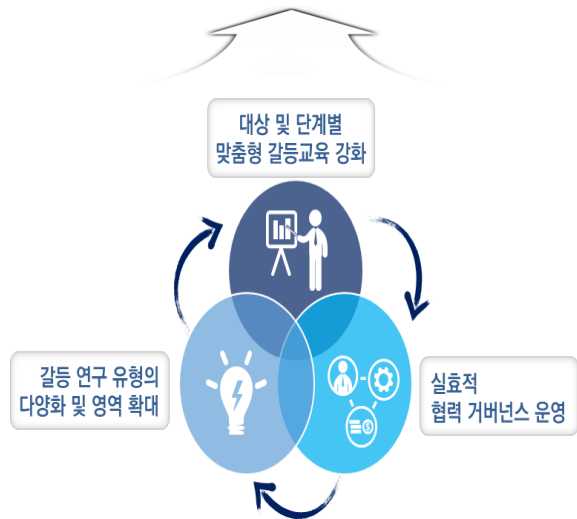 대상 및 단계별
맞춤형 갈등교육 강화
갈등 연구 유형의
다양화 및 영역 확대
실효적
협력 거버넌스 운영